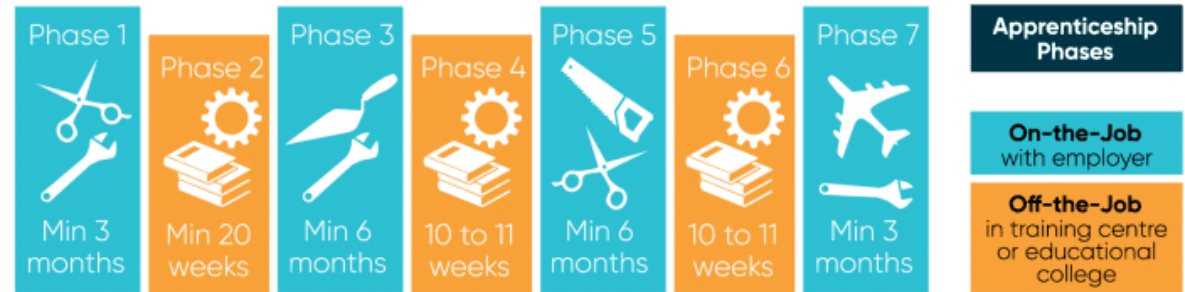 Phase 1
Min 3
months
Phase 2
Min 20
weeks
Phase 3
Min 6
months
Phase 4
10 to 11
weeks
Phase 5
Min 6
months
Phase 6
10 to 11
weeks
Phase 7
Min 3
months
Apprenticeship
Phases
On-the-Job
with employer
Off-the-Job
in training centre
or educational
college